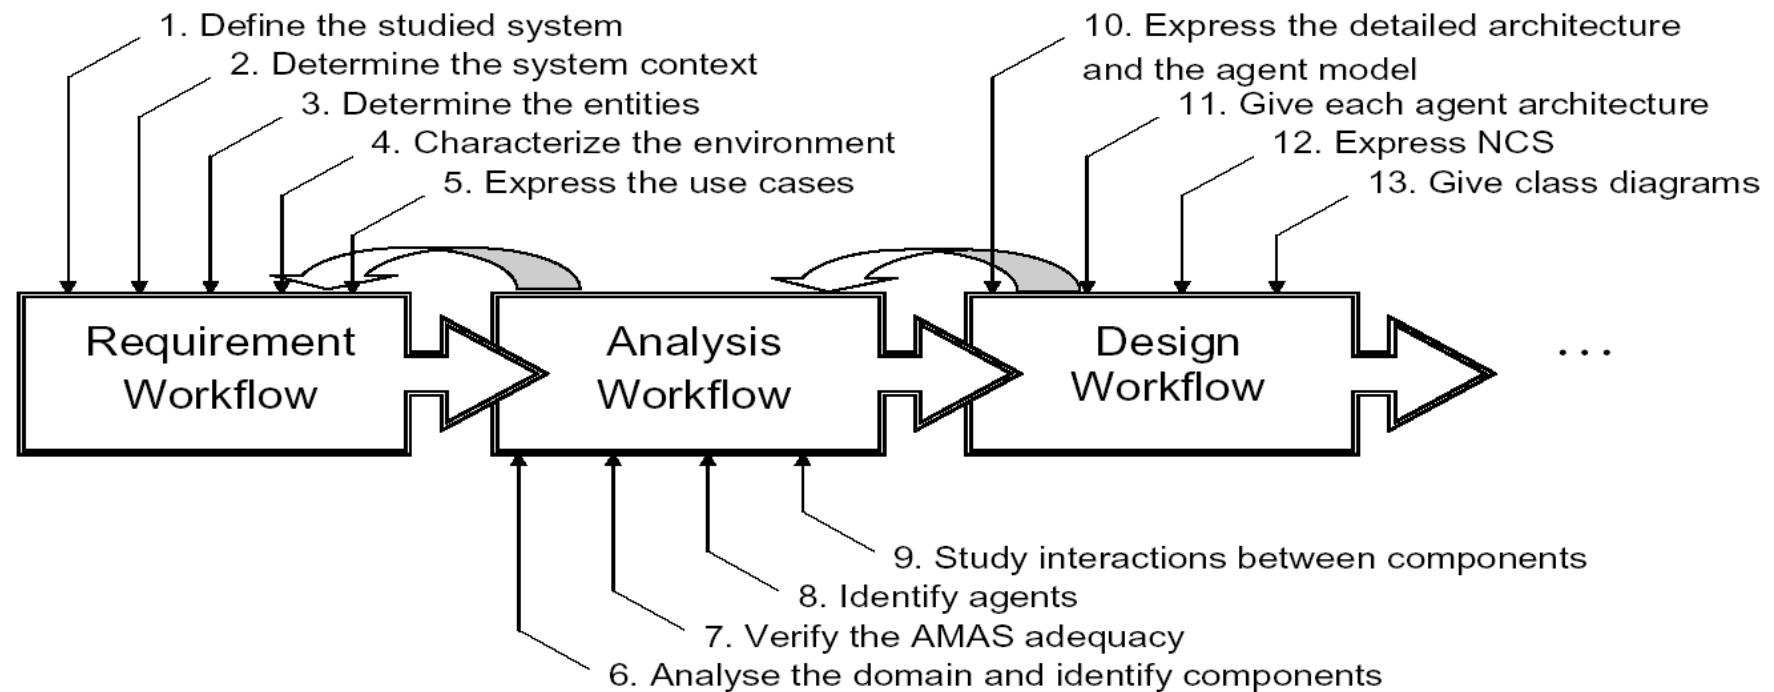 1. Define the studied system
2. Determine the system context
3. Determine the entities
4. Characterize the environment
5. Express the use cases
10. Express the detailed architecture
and the agent model
11. Give each agent architecture
12. Express NCS
13. Give class diagrams
Requirement
Workflow
Analysis
Workflow
Design
Workflow
...
9. Study interactions between components
8. Identify agents
7. Verify the AMAS adequacy
6. Analyse the domain and identify components